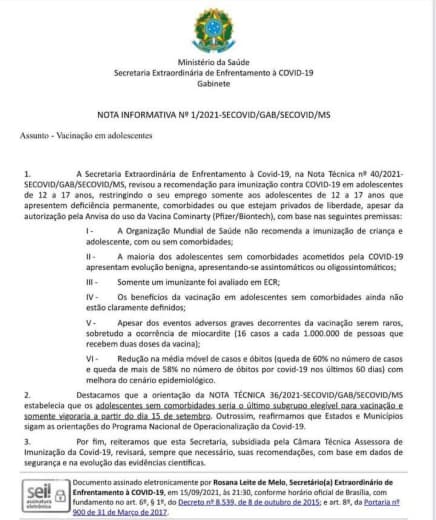 Ministério da Saúde
Secretaria Extraordinária de Enfrentamento à COVID-19
Gabinete
NOTA INFORMATIVA Nº 1/2021-SECOVID/GAB/SECOVID/MS
Assunto - Vacinação em adolescentes
1. A Secretaria Extraordinária de Enfrentamento à Covid-19, na Nota Técnica nº 40/2021-
SECOVID/GAB/SECOVID/MS, revisou a recomendação para imunização contra COVID-19 em adolescentes
de 12 a 17 anos, restringindo o seu emprego somente aos adolescentes de 12 a 17 anos que
apresentem deficiência permanente, comorbidades ou que estejam privados de liberdade, apesar da
autorização pela Anvisa do uso da Vacina Cominarty (Pfizer/Biontech), com base nas seguintes premissas:
I - A Organização Mundial de Saúde não recomenda a imunização de criança e
adolescente, com ou sem comorbidades;
II - A maioria dos adolescentes sem comorbidades acometidos pela COVID-19
apresentam evolução benigna, apresentando-se assintomáticos ou oligossintomáticos;
III - Somente um imunizante foi avaliado em ECR;
IV - Os benefícios da vacinação em adolescentes sem comorbidades ainda não
estão claramente definidos;
V - Apesar dos eventos adversos graves decorrentes da vacinação serem raros,
sobretudo a ocorrência de miocardite (16 casos a cada 1.000.000 de pessoas que
recebem duas doses da vacina);
VI - Redução na média móvel de casos e óbitos (queda de 60% no número de casos
e queda de mais de 58% no número de óbitos por covid-19 nos últimos 60 dias) com
melhora do cenário epidemiológico.
2. Destacamos que a orientação da NOTA TÉCNICA 36/2021-SECOVID/GAB/SECOVID/MS
estabelecia que os adolescentes sem comorbidades seria o último subgrupo elegível para vacinação e
somente vigoraria a partir do dia 15 de setembro. Outrossim, reafirmamos que Estados e Municípios
sigam as orientações do Programa Nacional de Operacionalização da Covid-19.
3. Por fim, reiteramos que esta Secretaria, subsidiada pela Câmara Técnica Assessora de
Imunização da Covid-19, revisará, sempre que necessário, suas recomendações, com base em dados de
segurança e na evolução das evidências científicas.
sei!
assinatura
eletrônica
Documento assinado eletronicamente por Rosana Leite de Melo, Secretário(a) Extraordinário de
Enfrentamento à COVID-19, em 15/09/2021, às 21:30, conforme horário oficial de Brasília, com
fundamento no art. 6º, § 1º, do Decreto nº 8.539, de 8 de outubro de 2015; e art. 8º, da Portaria nº
900 de 31 de Março de 2017.